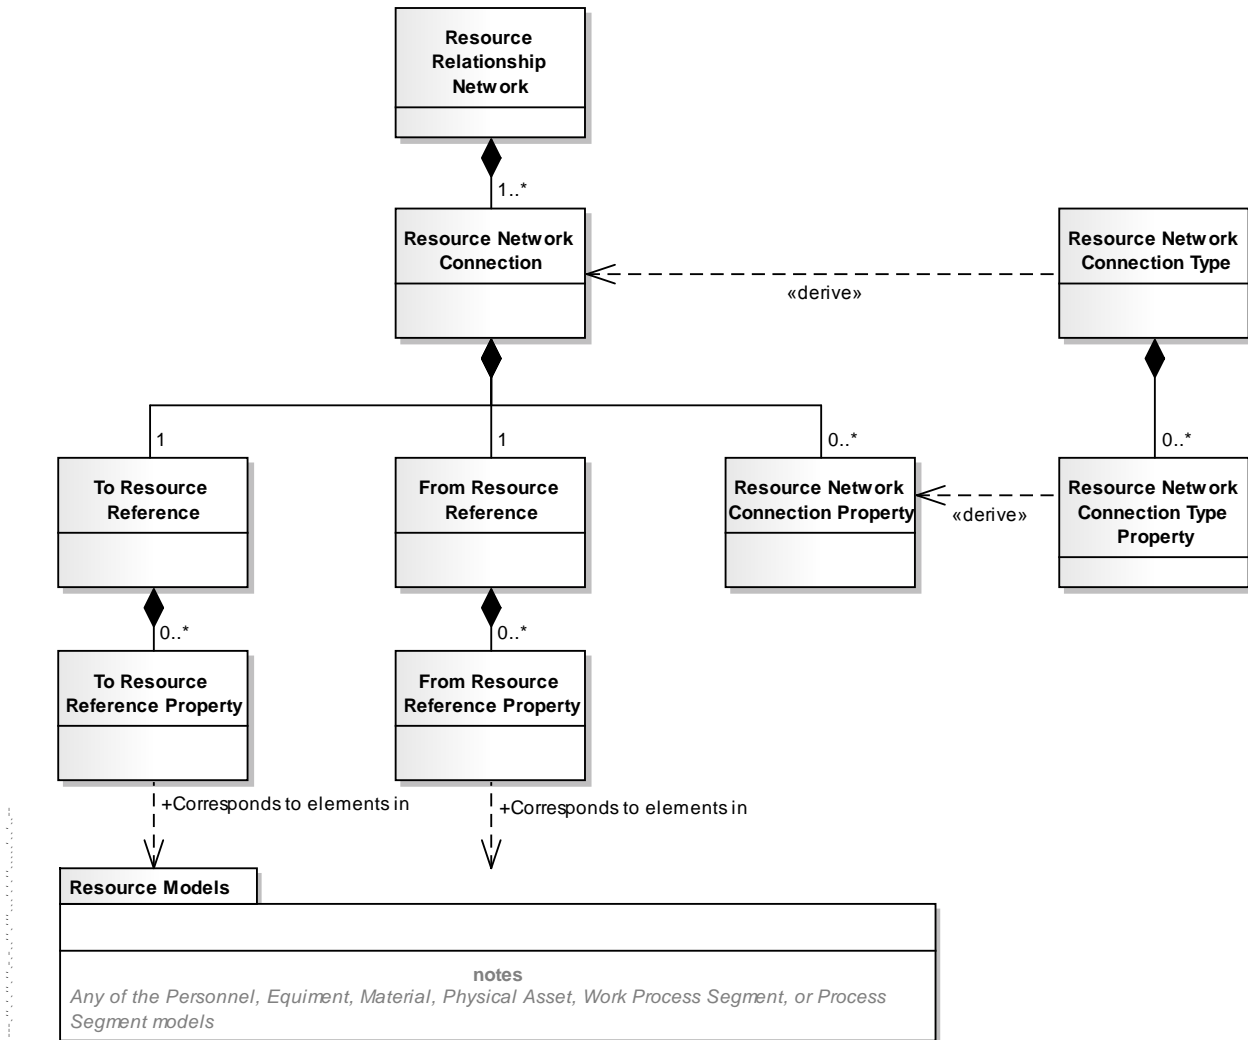 Resource
Relationship
Network
1..*
Resource Network
Connection
Resource Network
Connection Type
«derive»
1
1
0..*
0..*
To Resource
Reference
From Resource
Reference
Resource Network
Connection Property
Resource Network
Connection Type
Property
«derive»
0..*
0..*
To Resource
Reference Property
From Resource
Reference Property
+Corresponds to elements in
+Corresponds to elements in
Resource Models
notes
Any of the Personnel, Equiment, Material, Physical Asset, Work Process Segment, or Process
Segment models